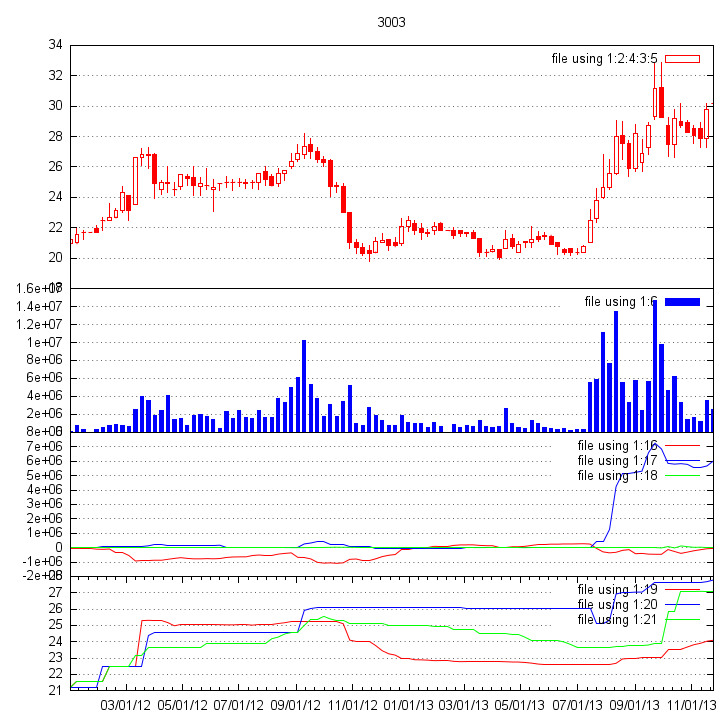 3003
34
file using 1:2:4:3:5
32
30
28
26
24
22
20
18
1.6e+07
file using 1:6
1.4e+07
1.2e+07
1e+07
8e+06
6e+06
4e+06
2e+06
0
8e+06
file using 1:16
7e+06
file using 1:17
6e+06
file using 1:18
5e+06
4e+06
3e+06
2e+06
1e+06
0
-1e+06
-2e+06
28
file using 1:19
27
file using 1:20
26
file using 1:21
25
24
23
22
21
03/01/12 05/01/12 07/01/12 09/01/12 11/01/12 01/01/13 03/01/13 05/01/13 07/01/13 09/01/13 11/01/13